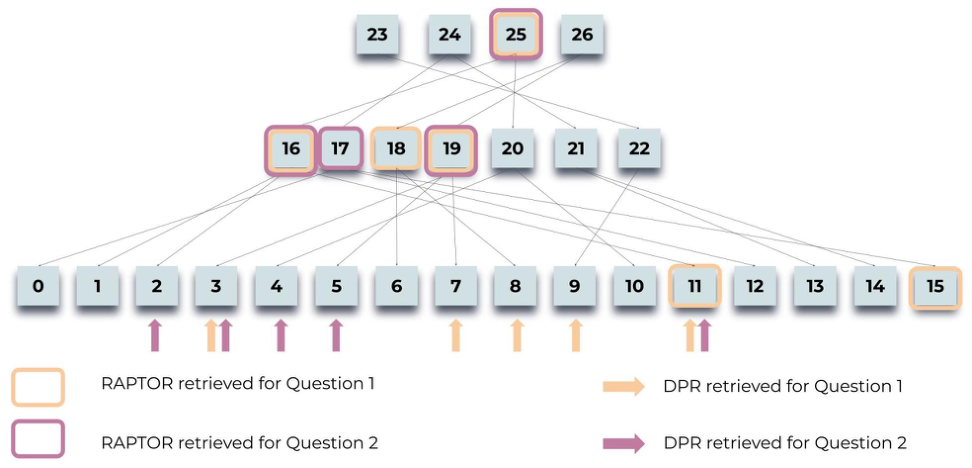 23 24 25 26
16 17 18 19 20 21 22
0 1 2 3 4 5 6 7 8 9 10 11 12 13 14 15
RAPTOR retrieved for Question 1
DPR retrieved for Question 1
RAPTOR retrieved for Question 2
DPR retrieved for Question 2